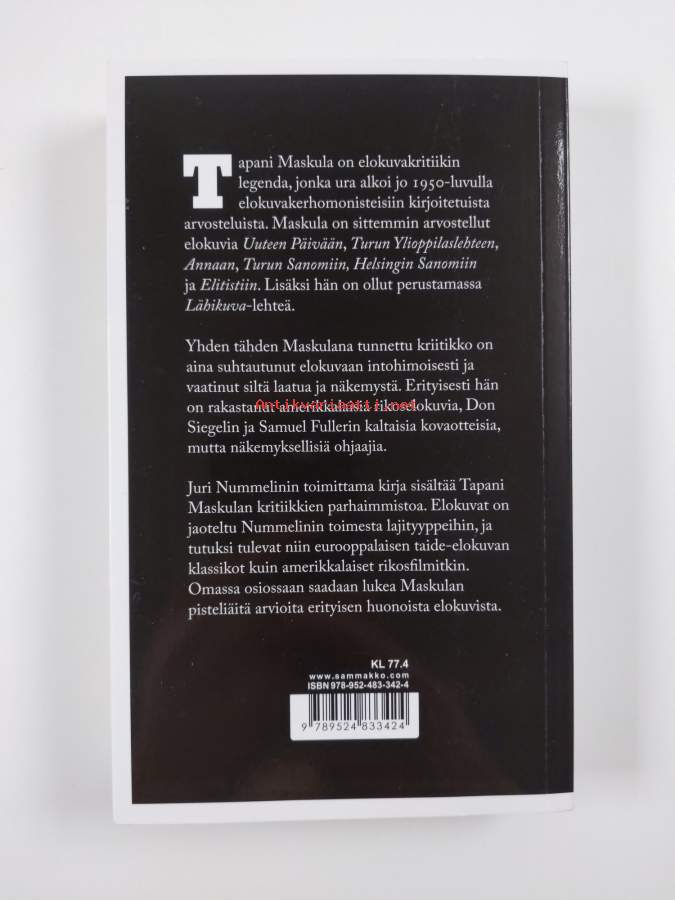 Tapani Maskula on elokuvakritiikin
legenda, jonka ura alkoi jo 1950-luvulla
elokuvakerhomonisteisiin kirjoitetuista
arvosteluista. Maskula on sittemmin arvostellut
elokuvia Uuteen Päivään, Turun Ylioppilaslehteen,
Annaan, Turun Sanomiin, Helsingin Sanomiin
ja Elitistiin. Lisäksi hän on ollut perustamassa
Lähikuva-lehteä.
Yhden tähden Maskulana tunnettu kriitikko on
aina suhtautunut elokuvaan intohimoisesti ja
vaatinut siltä laatua ja näkemystä. Erityisesti hän
on rakastanut amerikkalaisia rikoselokuvia, Don
Antikvariaatti.net
Siegelin ja Samuel Fullerin kaltaisia kovaotteisia,
mutta näkemyksellisiä ohjaajia.
Juri Nummelinin toimittama kirja sisältää Tapani
Maskulan kritiikkien parhaimmistoa. Elokuvat on
jaoteltu Nummelinin toimesta lajityyppeihin, ja
tutuksi tulevat niin eurooppalaisen taide-elokuvan
klassikot kuin amerikkalaiset rikosfilmitkin.
Omassa osiossaan saadaan lukea Maskulan
pisteliäitä arvioita erityisen huonoista elokuvista.
KL 77.4
www.sammakko.com
ISBN 978-952-483-342-4
9 789524 833424